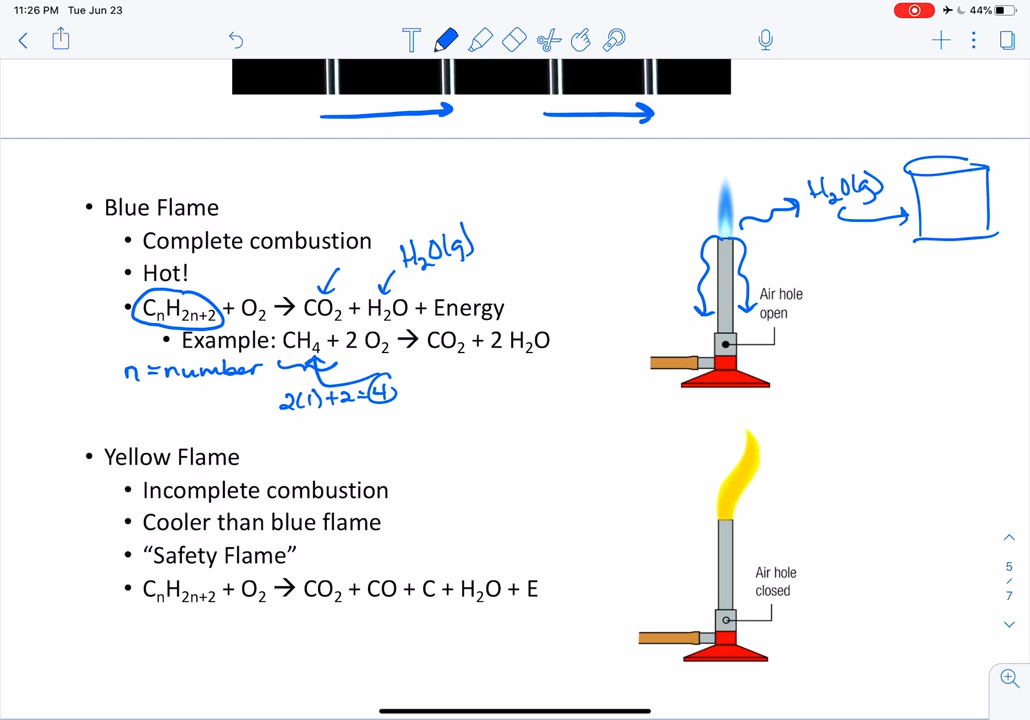 11:26 PM Tue Jun 23
44%
T
• Blue Flame
• Complete combustion
• Hot!
H₂O(g)
• CₙH₂ₙ₊₂ + O₂ → CO₂ + H₂O + Energy
• Example: CH₄ + 2 O₂ → CO₂ + 2 H₂O
n = number
2(1)+2=4
H₂O(g)
Air hole
open
• Yellow Flame
• Incomplete combustion
• Cooler than blue flame
• “Safety Flame”
• CₙH₂ₙ₊₂ + O₂ → CO₂ + CO + C + H₂O + E
Air hole
closed
5
/
7